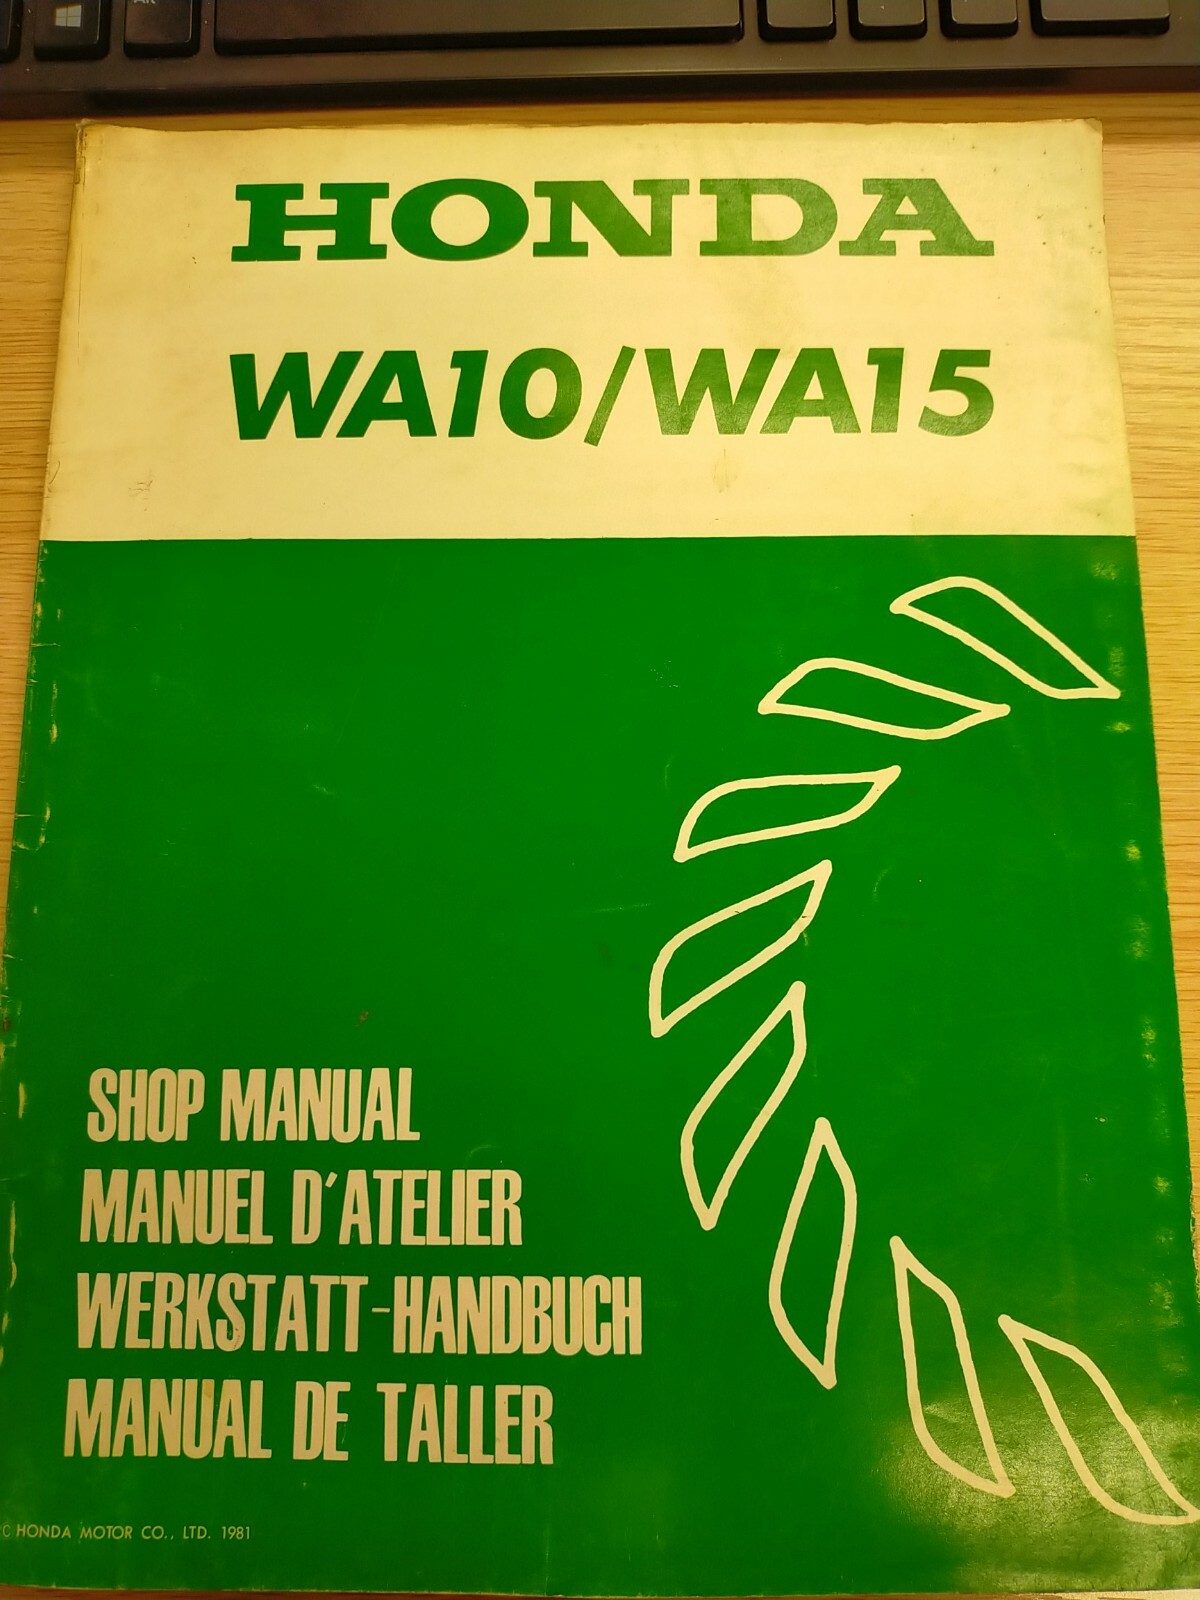 HONDA
WA10/WA15
SHOP MANUAL
MANUEL D'ATELIER
WERKSTATT-HANDBUCH
MANUAL DE TALLER
C HONDA MOTOR CO., LTD. 1981